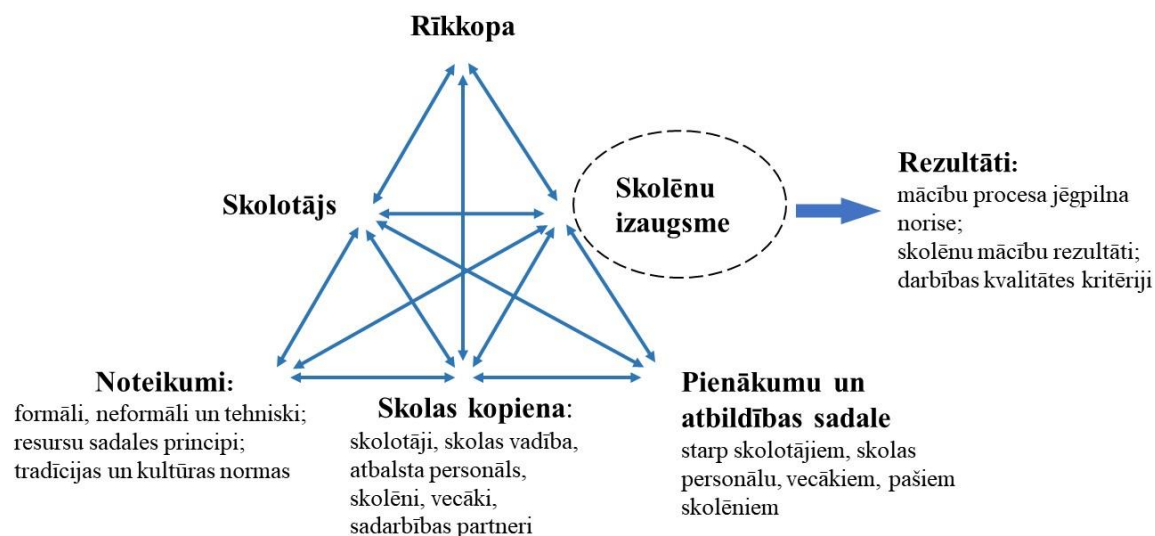 Rīkkopa
Skolotājs
Skolēnu
izaugsme
Rezultāti:
mācību procesa jēgpilna
norise;
skolēnu mācību rezultāti;
darbības kvalitātes kritēriji
Noteikumi:
formāli, neformāli un tehniski;
resursu sadales principi;
tradīcijas un kultūras normas
Skolas kopiena:
skolotāji, skolas vadība,
atbalsta personāls,
skolēni, vecāki,
sadarbības partneri
Pienākumu un
atbildības sadale
starp skolotājiem, skolas
personālu, vecākiem, pašiem
skolēniem